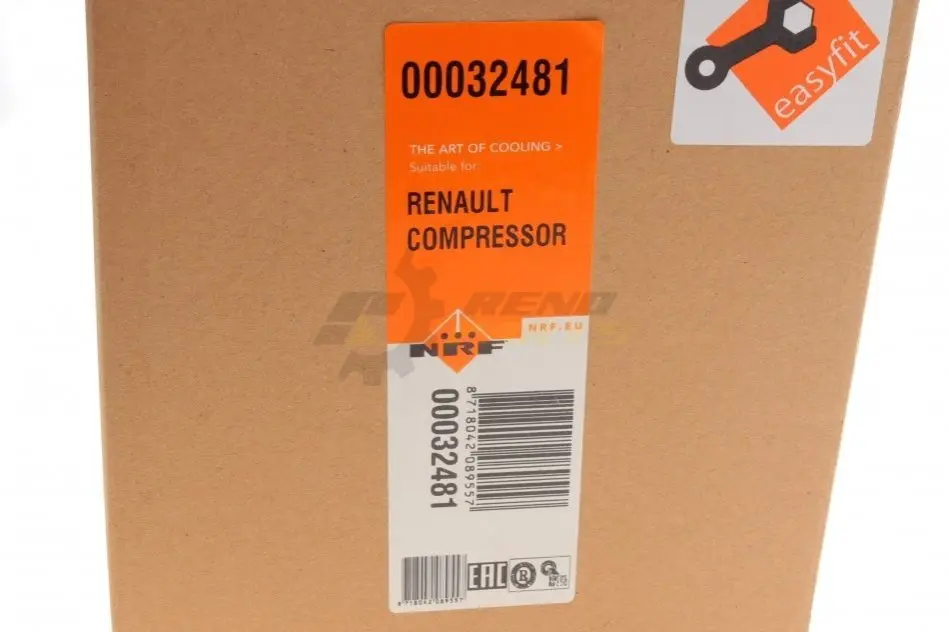 00032481
easyfit
THE ART OF COOLING >
Suitable for:
RENAULT
COMPRESSOR
RENO
NRF.EU
NRF
00032481
8 718042 089557
8 718042 089557
EAC